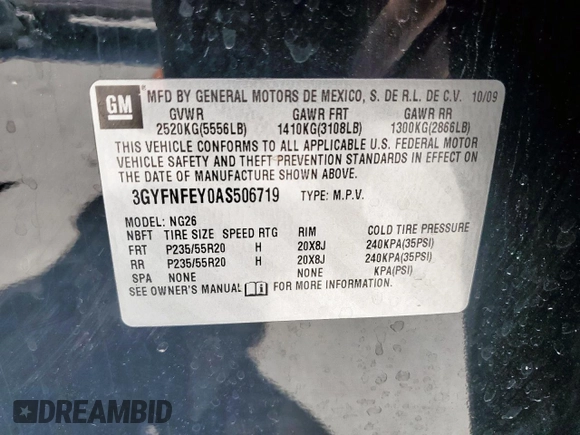 GM
MFD BY GENERAL MOTORS DE MEXICO, S. DE R.L. DE C.V. 10/09
GVWR GAWR FRT GAWR RR
2520KG(5556LB) 1410KG(3108LB) 1300KG(2866LB)
THIS VEHICLE CONFORMS TO ALL APPLICABLE U.S. FEDERAL MOTOR
VEHICLE SAFETY AND THEFT PREVENTION STANDARDS IN EFFECT ON
THE DATE OF MANUFACTURE SHOWN ABOVE.
3GYFNFEY0AS506719 TYPE: M.P.V.
MODEL: NG26
NBFT TIRE SIZE SPEED RTG RIM COLD TIRE PRESSURE
FRT P235/55R20 H 20X8J 240KPA(35PSI)
RR P235/55R20 H 20X8J 240KPA(35PSI)
SPA NONE NONE KPA(PSI)
SEE OWNER'S MANUAL FOR MORE INFORMATION.
DREAMBID